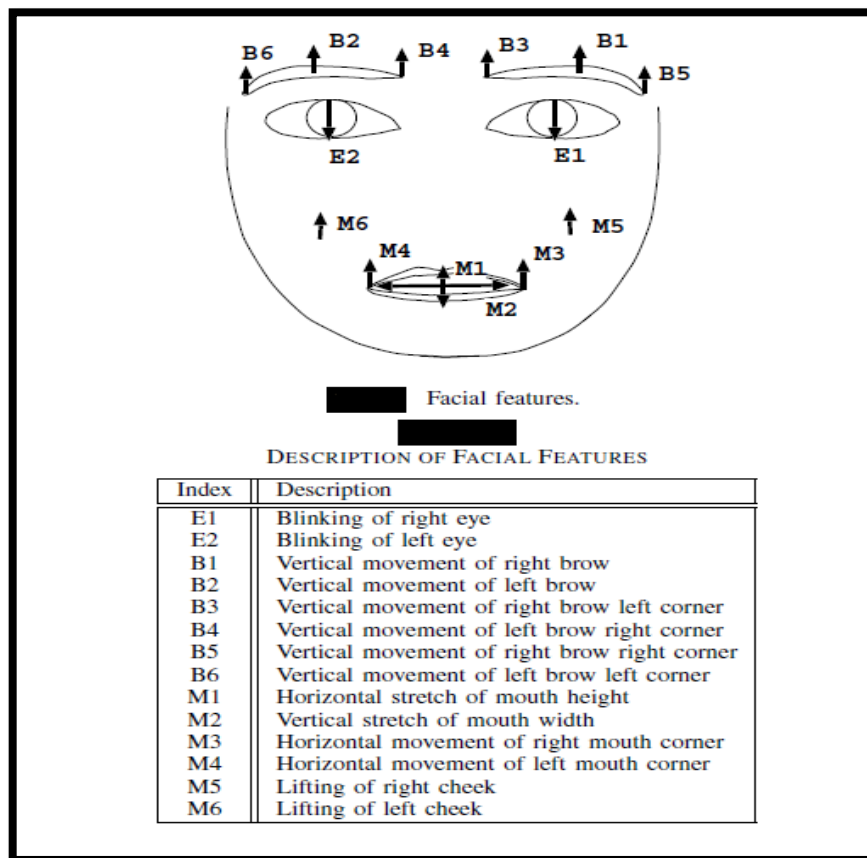 B6 B2 B4 B3 B1 B5
E2 E1
M6 M5
M4 M1 M3
M2
Facial features.
DESCRIPTION OF FACIAL FEATURES
Index Description
E1 Blinking of right eye
E2 Blinking of left eye
B1 Vertical movement of right brow
B2 Vertical movement of left brow
B3 Vertical movement of right brow left corner
B4 Vertical movement of left brow right corner
B5 Vertical movement of right brow right corner
B6 Vertical movement of left brow left corner
M1 Horizontal stretch of mouth height
M2 Vertical stretch of mouth width
M3 Horizontal movement of right mouth corner
M4 Horizontal movement of left mouth corner
M5 Lifting of right cheek
M6 Lifting of left cheek